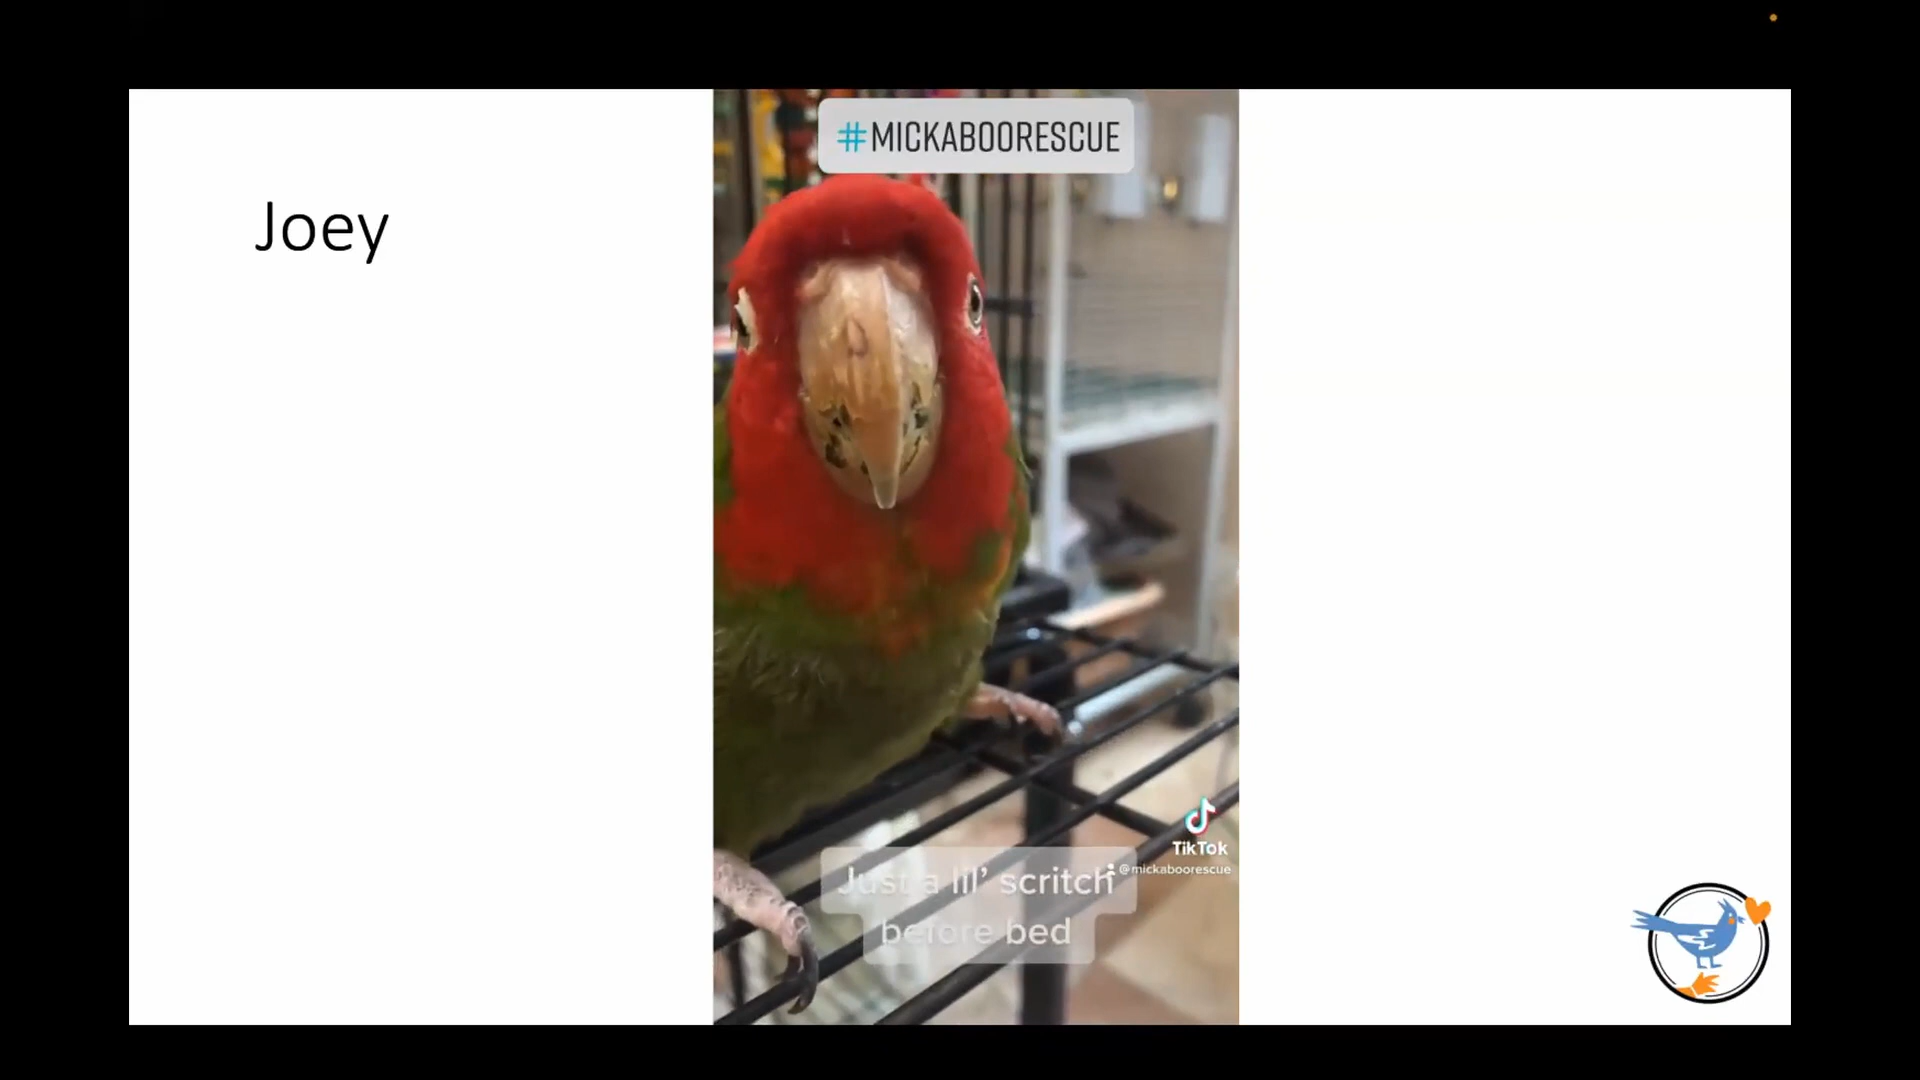 Joey
#MICKABOORESCUE
Just a lil’ scritch
before bed
TikTok
@mickaboorescue